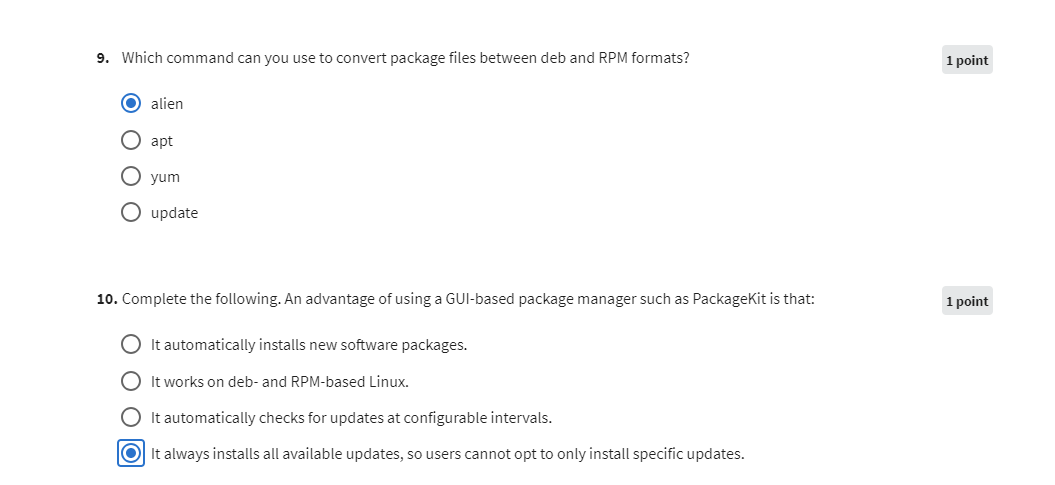 9. Which command can you use to convert package files between deb and RPM formats?
1 point
alien
apt
yum
update
10. Complete the following. An advantage of using a GUI-based package manager such as PackageKit is that:
1 point
It automatically installs new software packages.
It works on deb- and RPM-based Linux.
It automatically checks for updates at configurable intervals.
It always installs all available updates, so users cannot opt to only install specific updates.